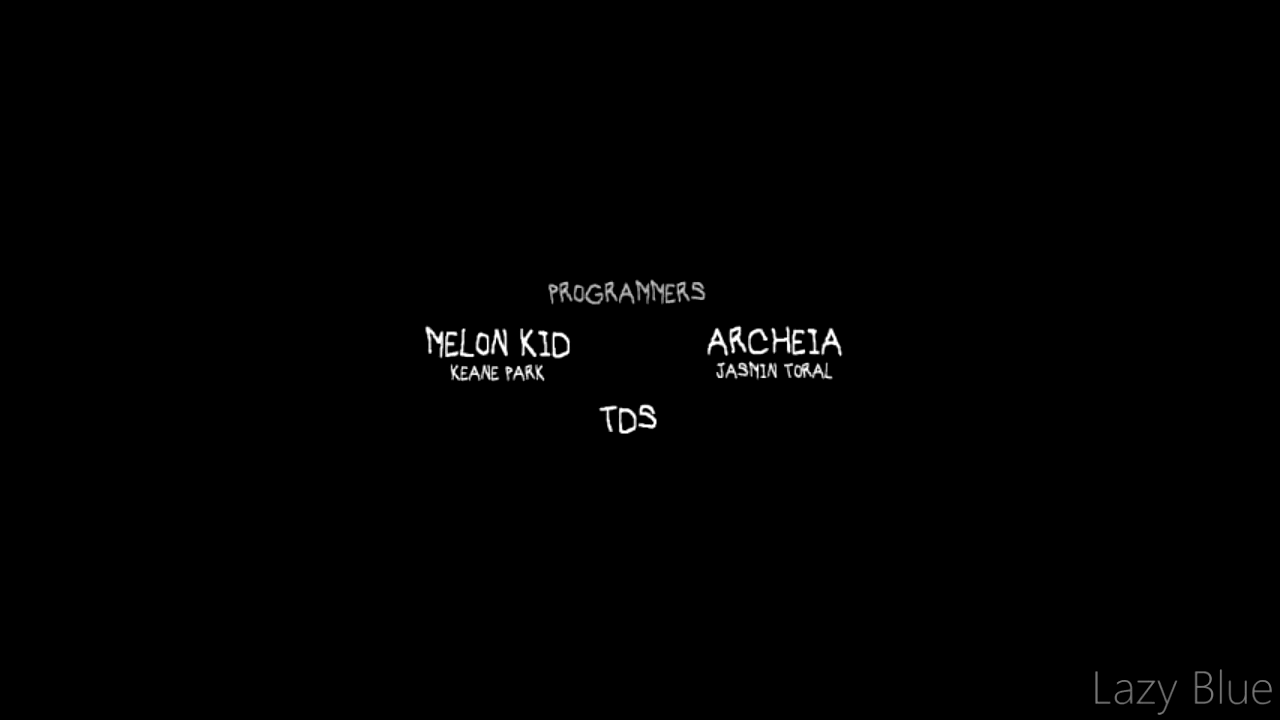 PROGRAMMERS
MELON KID ARCHEIA
KEANE PARK JASMIN TORAL
TDS
Lazy Blue